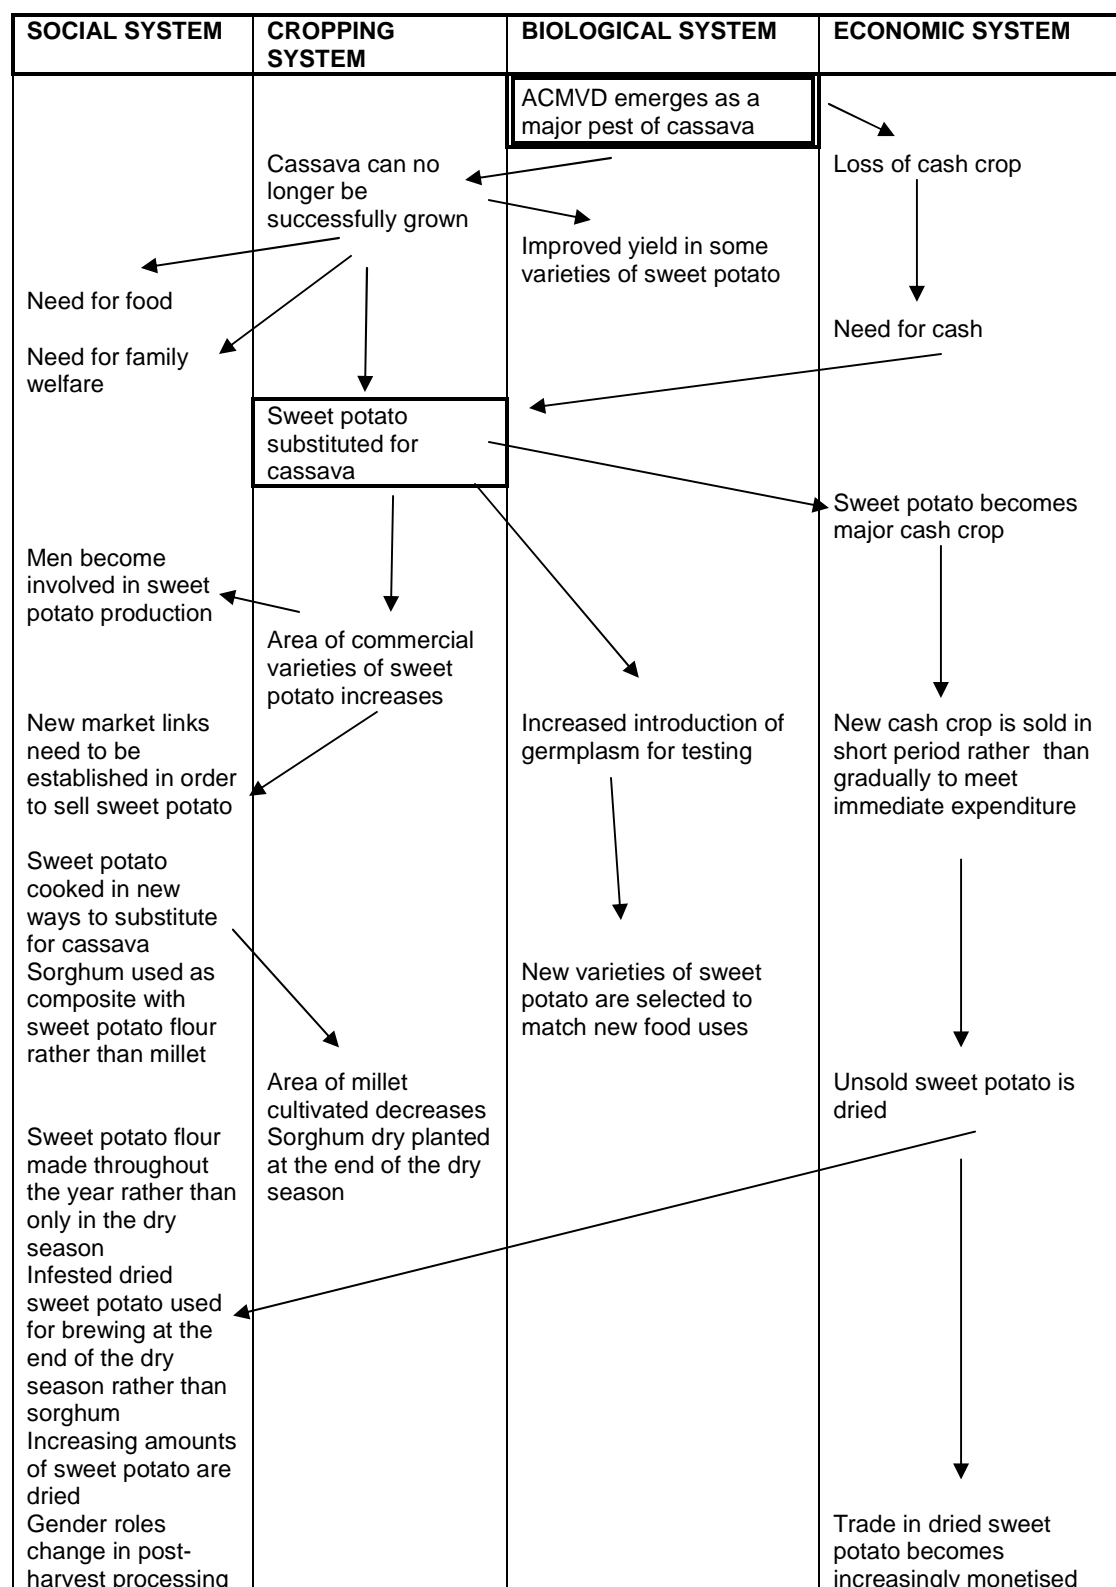 SOCIAL SYSTEM
CROPPING
SYSTEM
BIOLOGICAL SYSTEM
ECONOMIC SYSTEM
ACMVD emerges as a
major pest of cassava
Cassava can no
longer be
successfully grown
Loss of cash crop
Improved yield in some
varieties of sweet potato
Need for food
Need for cash
Need for family
welfare
Sweet potato
substituted for
cassava
Sweet potato becomes
major cash crop
Men become
involved in sweet
potato production
Area of commercial
varieties of sweet
potato increases
New market links
need to be
established in order
to sell sweet potato
Increased introduction of
germplasm for testing
New cash crop is sold in
short period rather than
gradually to meet
immediate expenditure
Sweet potato
cooked in new
ways to substitute
for cassava
Sorghum used as
composite with
sweet potato flour
rather than millet
New varieties of sweet
potato are selected to
match new food uses
Area of millet
cultivated decreases
Sorghum dry planted
at the end of the dry
season
Unsold sweet potato is
dried
Sweet potato flour
made throughout
the year rather than
only in the dry
season
Infested dried
sweet potato used
for brewing at the
end of the dry
season rather than
sorghum
Increasing amounts
of sweet potato are
dried
Gender roles
change in post-
harvest processing
Trade in dried sweet
potato becomes
increasingly monetised